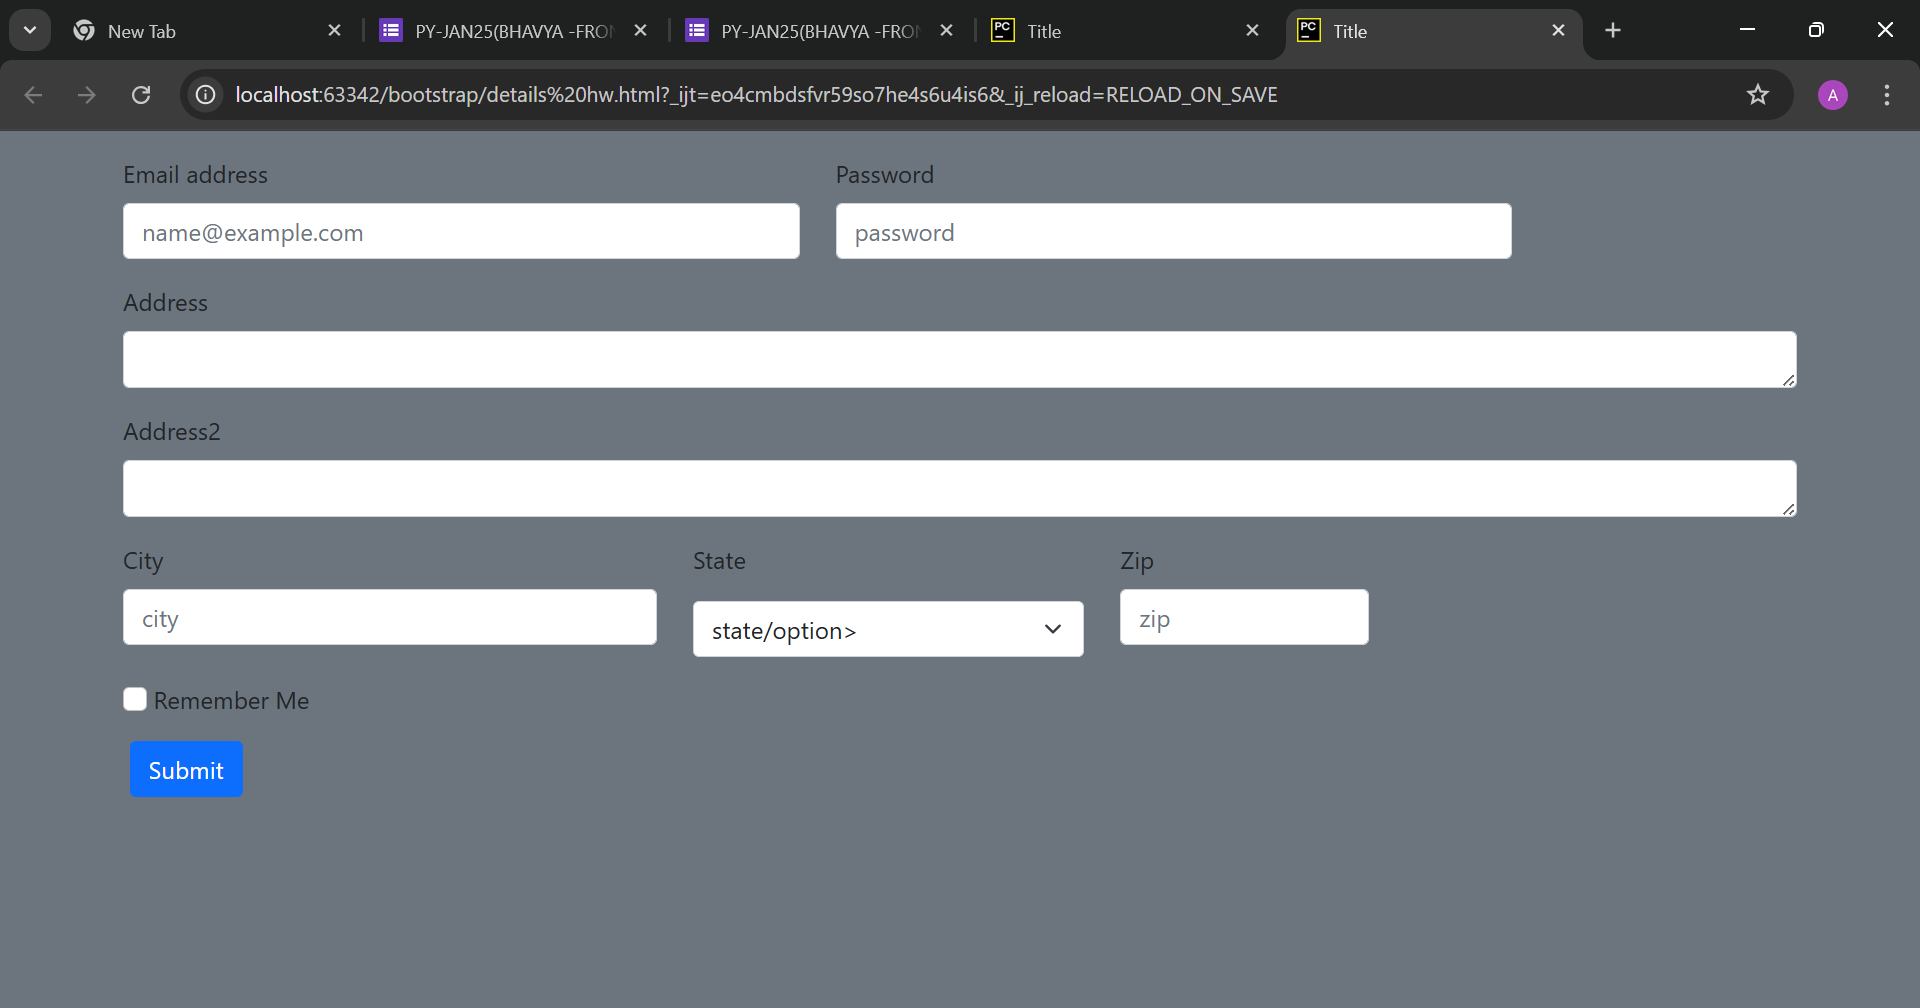 New Tab
PY-JAN25(BHAVYA -FRO
PY-JAN25(BHAVYA -FRO
PC Title
PC Title
localhost:63342/bootstrap/details%20hw.html?_ijt=eo4cmbdsfvr59so7he4s6u4is6&_ij_reload=RELOAD_ON_SAVE
A
Email address
Password
name@example.com
password
Address
Address2
City
State
Zip
city
state/option>
zip
Remember Me
Submit